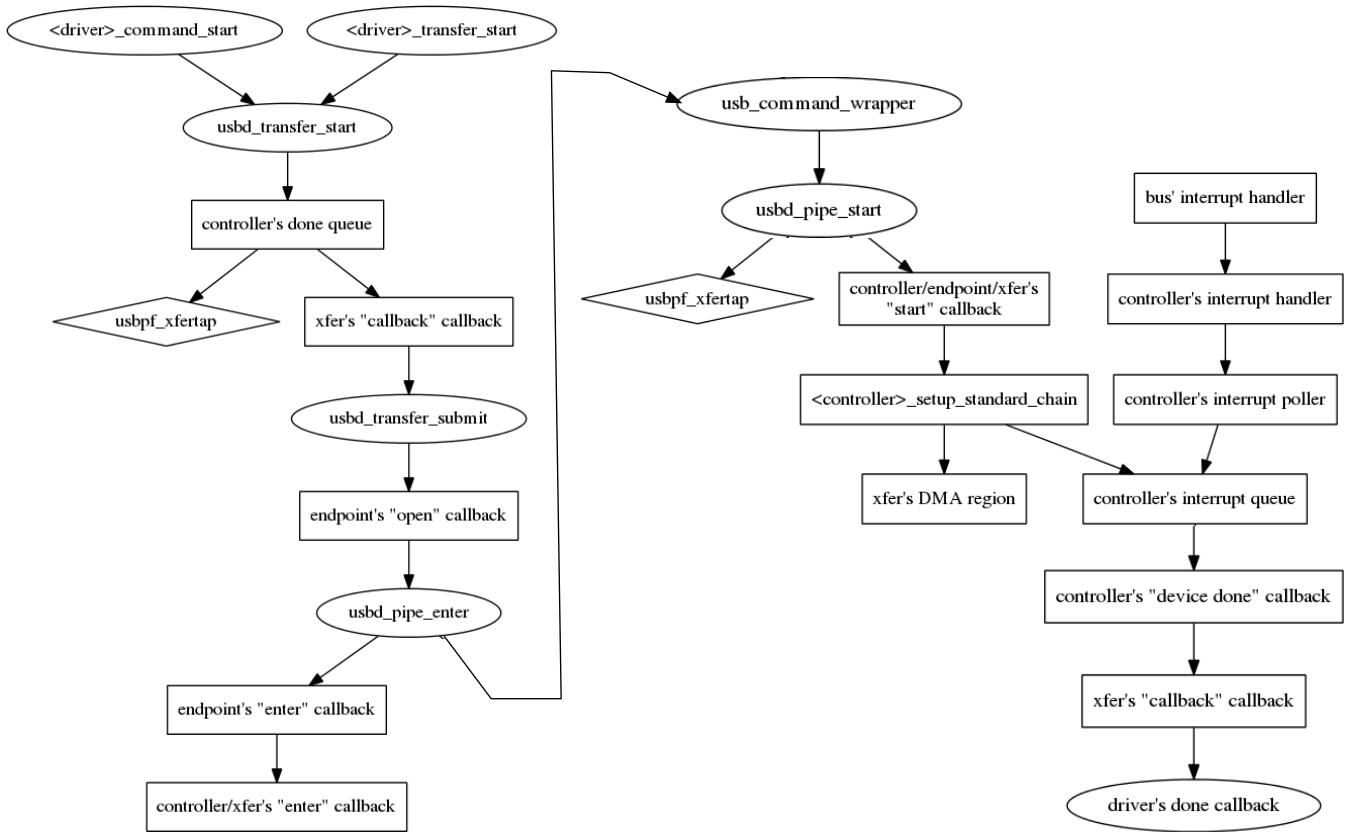 <driver>_command_start
<driver>_transfer_start
usbd_transfer_start
controller's done queue
usbpf_xfertap
xfer's "callback" callback
usbd_transfer_submit
endpoint's "open" callback
usbd_pipe_enter
endpoint's "enter" callback
controller/xfer's "enter" callback
usb_command_wrapper
usbd_pipe_start
usbpf_xfertap
controller/endpoint/xfer's
"start" callback
<controller>_setup_standard_chain
xfer's DMA region
bus' interrupt handler
controller's interrupt handler
controller's interrupt poller
controller's interrupt queue
controller's "device done" callback
xfer's "callback" callback
driver's done callback